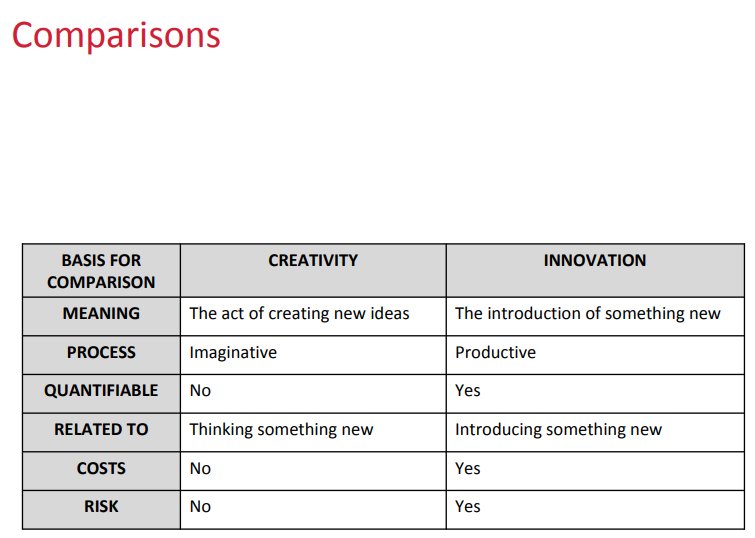 Comparisons
BASIS FOR COMPARISON CREATIVITY INNOVATION
MEANING The act of creating new ideas The introduction of something new
PROCESS Imaginative Productive
QUANTIFIABLE No Yes
RELATED TO Thinking something new Introducing something new
COSTS No Yes
RISK No Yes